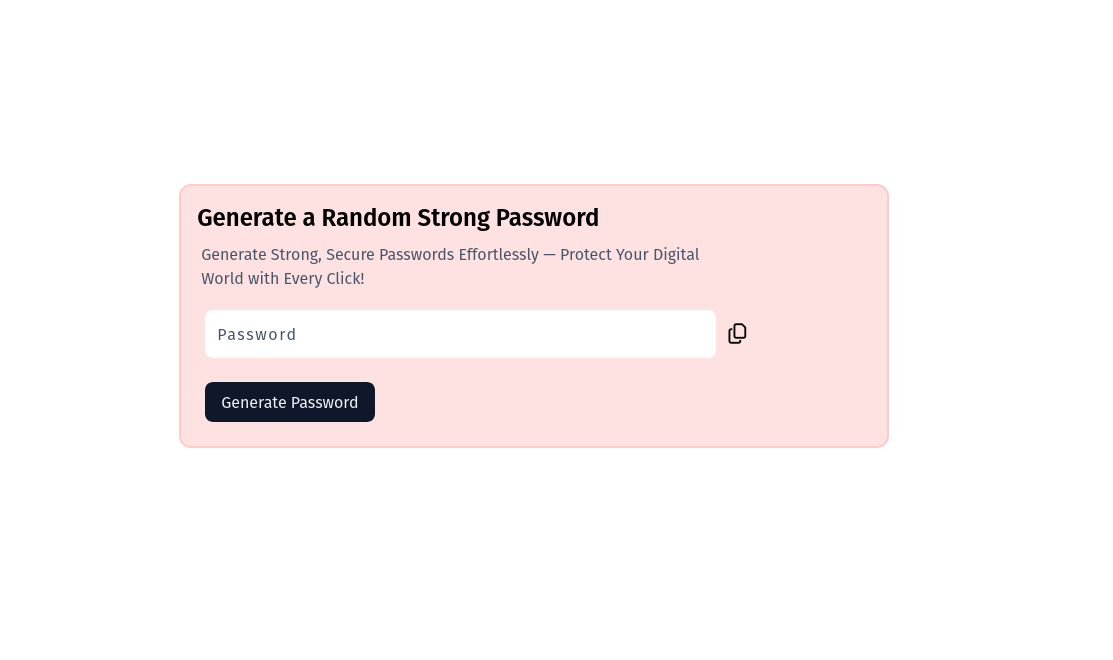 Generate a Random Strong Password
Generate Strong, Secure Passwords Effortlessly — Protect Your Digital
World with Every Click!
Password
Generate Password